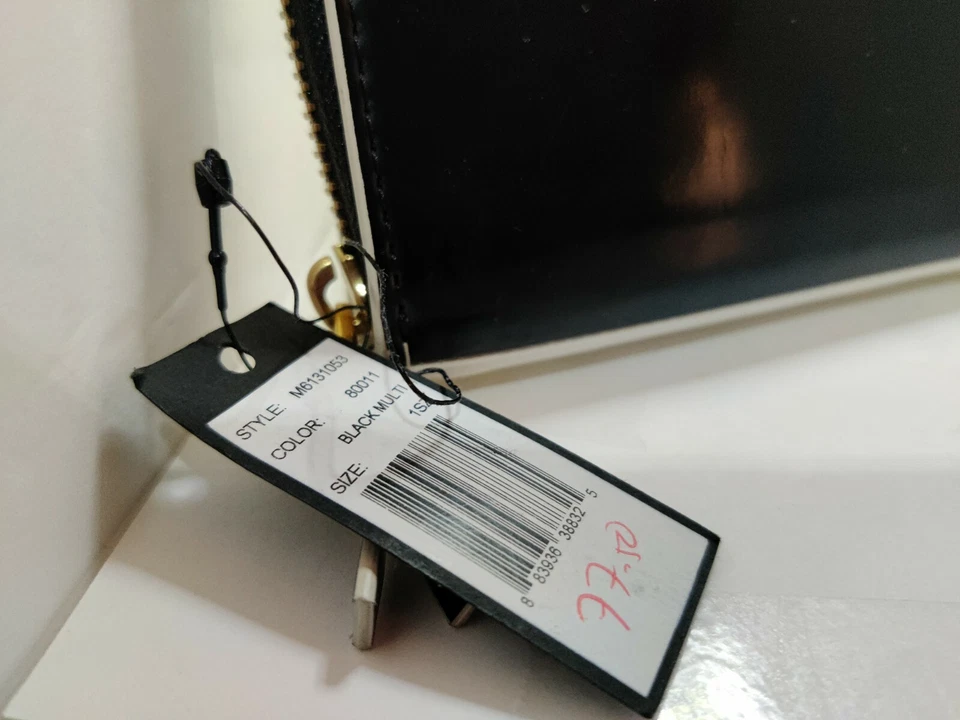 STYLE: M6131053
COLOR: 80011
BLACK MULTI
SIZE:
8 83936 38832 5
77.50